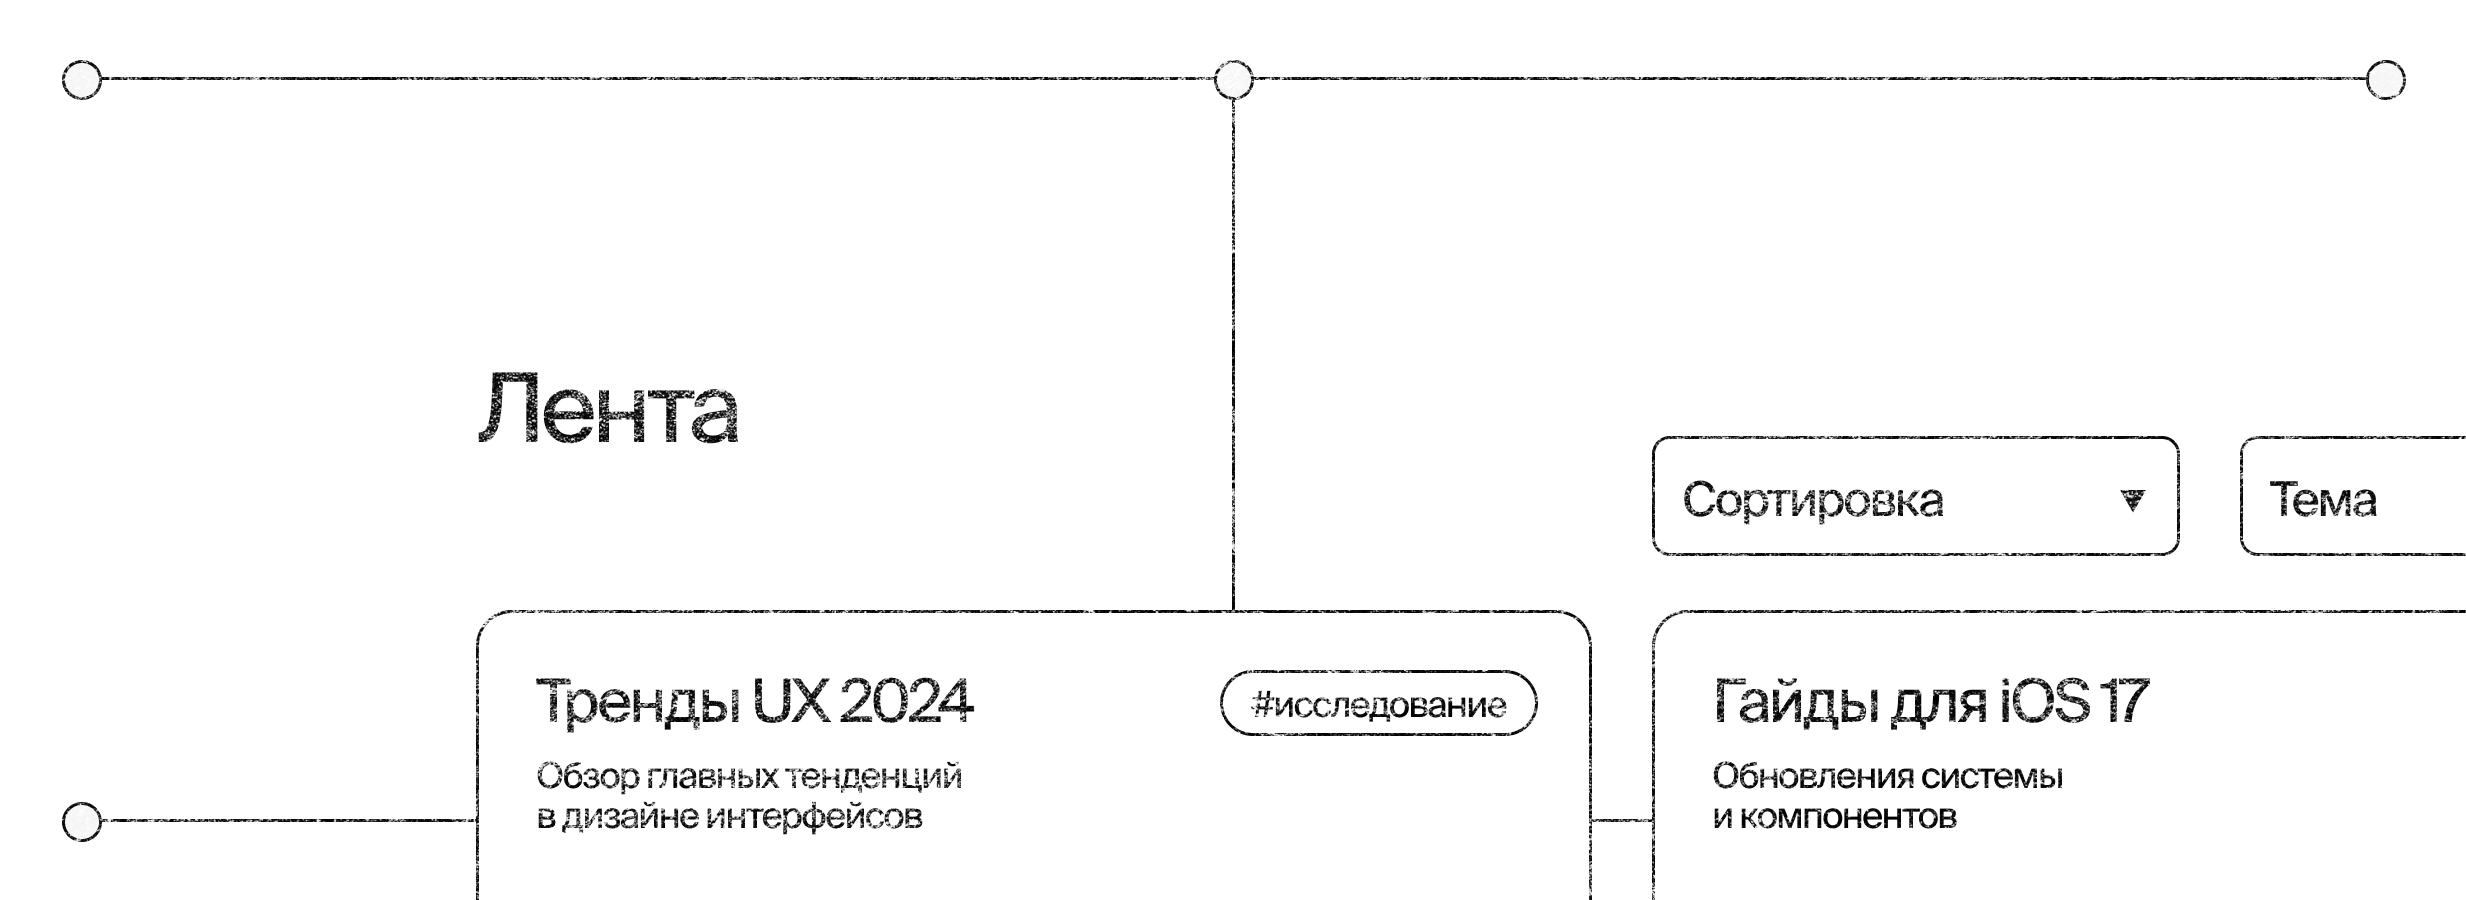 Лента
Сортировка
Тема
Тренды UX 2024
#исследование
Обзор главных тенденций
в дизайне интерфейсов
Гайды для iOS 17
Обновления системы
и компонентов